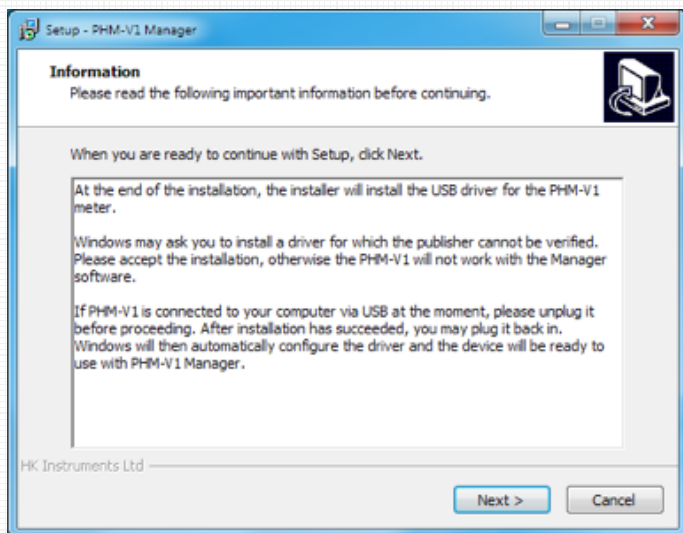 Setup - PHM-V1 Manager
Information
Please read the following important information before continuing.
When you are ready to continue with Setup, click Next.
At the end of the installation, the installer will install the USB driver for the PHM-V1
meter.
Windows may ask you to install a driver for which the publisher cannot be verified.
Please accept the installation, otherwise the PHM-V1 will not work with the Manager
software.
If PHM-V1 is connected to your computer via USB at the moment, please unplug it
before proceeding. After installation has succeeded, you may plug it back in.
Windows will then automatically configure the driver and the device will be ready to
use with PHM-V1 Manager.
HK Instruments Ltd
Next >
Cancel